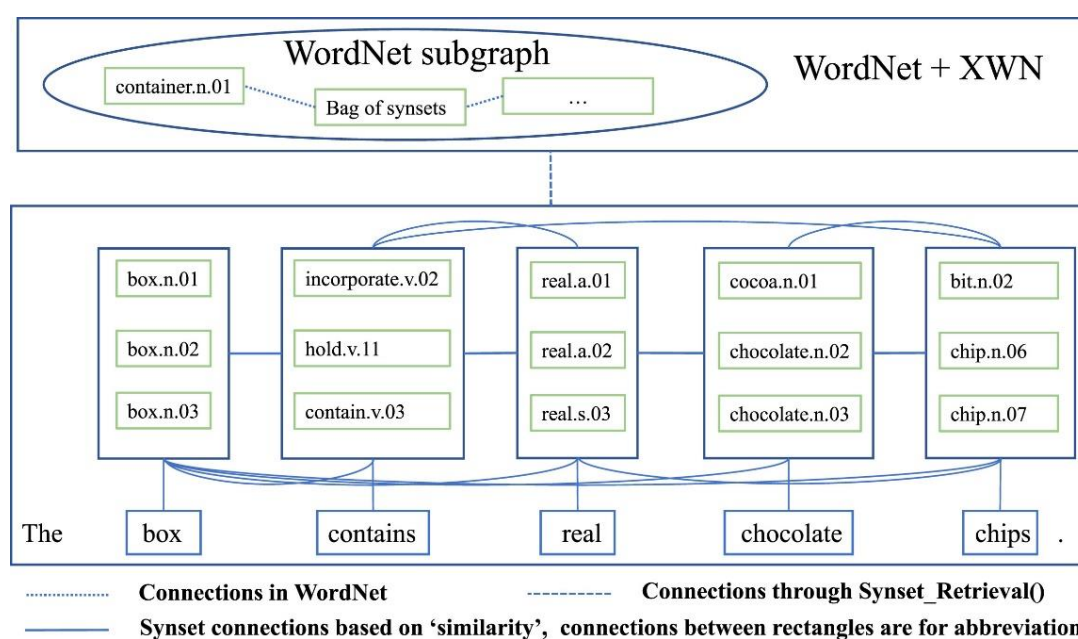 WordNet subgraph
WordNet + XWN
container.n.01
Bag of synsets
...
box.n.01
incorporate.v.02
real.a.01
cocoa.n.01
bit.n.02
box.n.02
hold.v.11
real.a.02
chocolate.n.02
chip.n.06
box.n.03
contain.v.03
real.s.03
chocolate.n.03
chip.n.07
The box contains real chocolate chips .
Connections in WordNet
Connections through Synset_Retrieval()
Synset connections based on ‘similarity’, connections between rectangles are for abbreviation